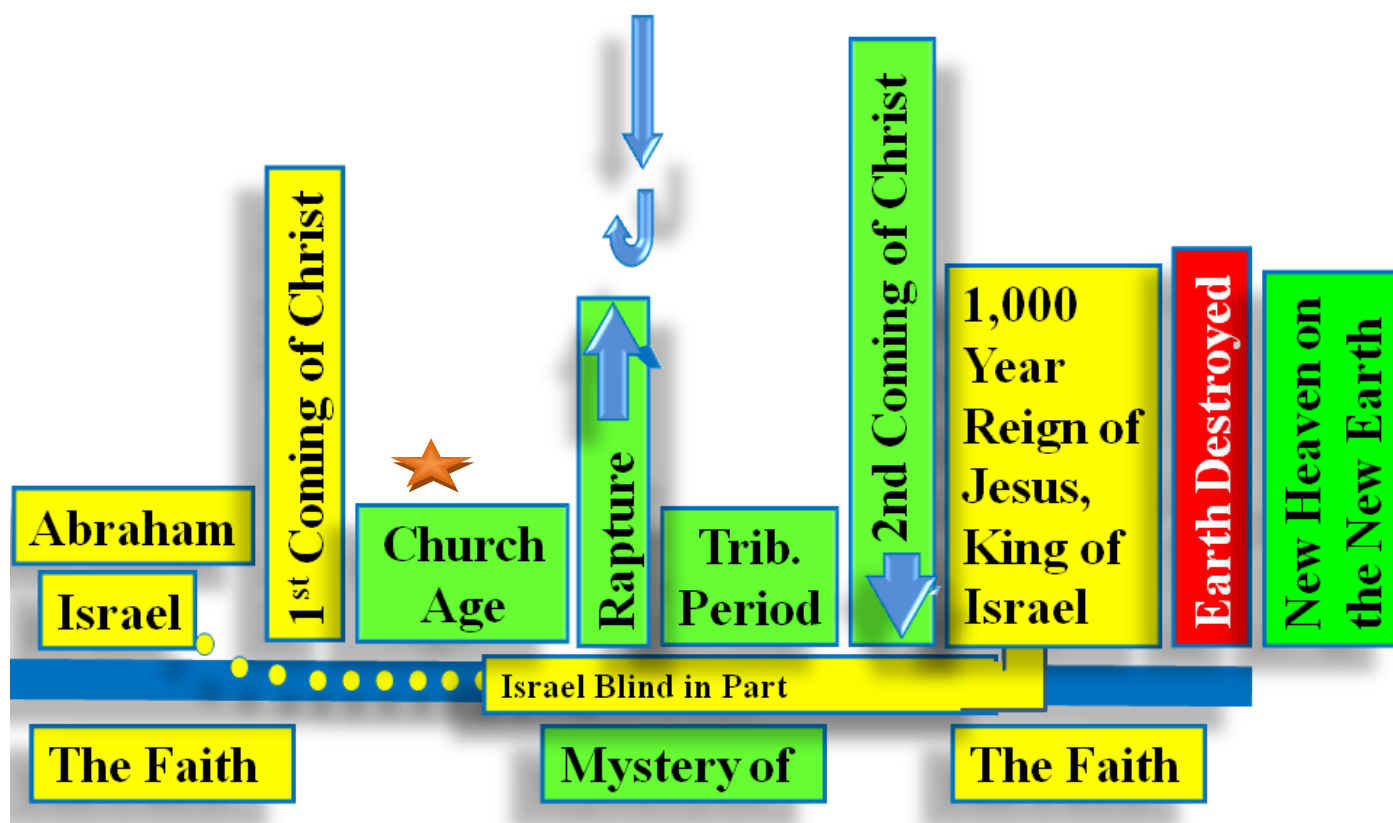 Abraham
Israel
1st Coming of Christ
Church
Age
Rapture
Trib.
Period
2nd Coming of Christ
1,000
Year
Reign of
Jesus,
King of
Israel
Earth Destroyed
New Heaven on
the New Earth
Israel Blind in Part
The Faith
Mystery of
The Faith